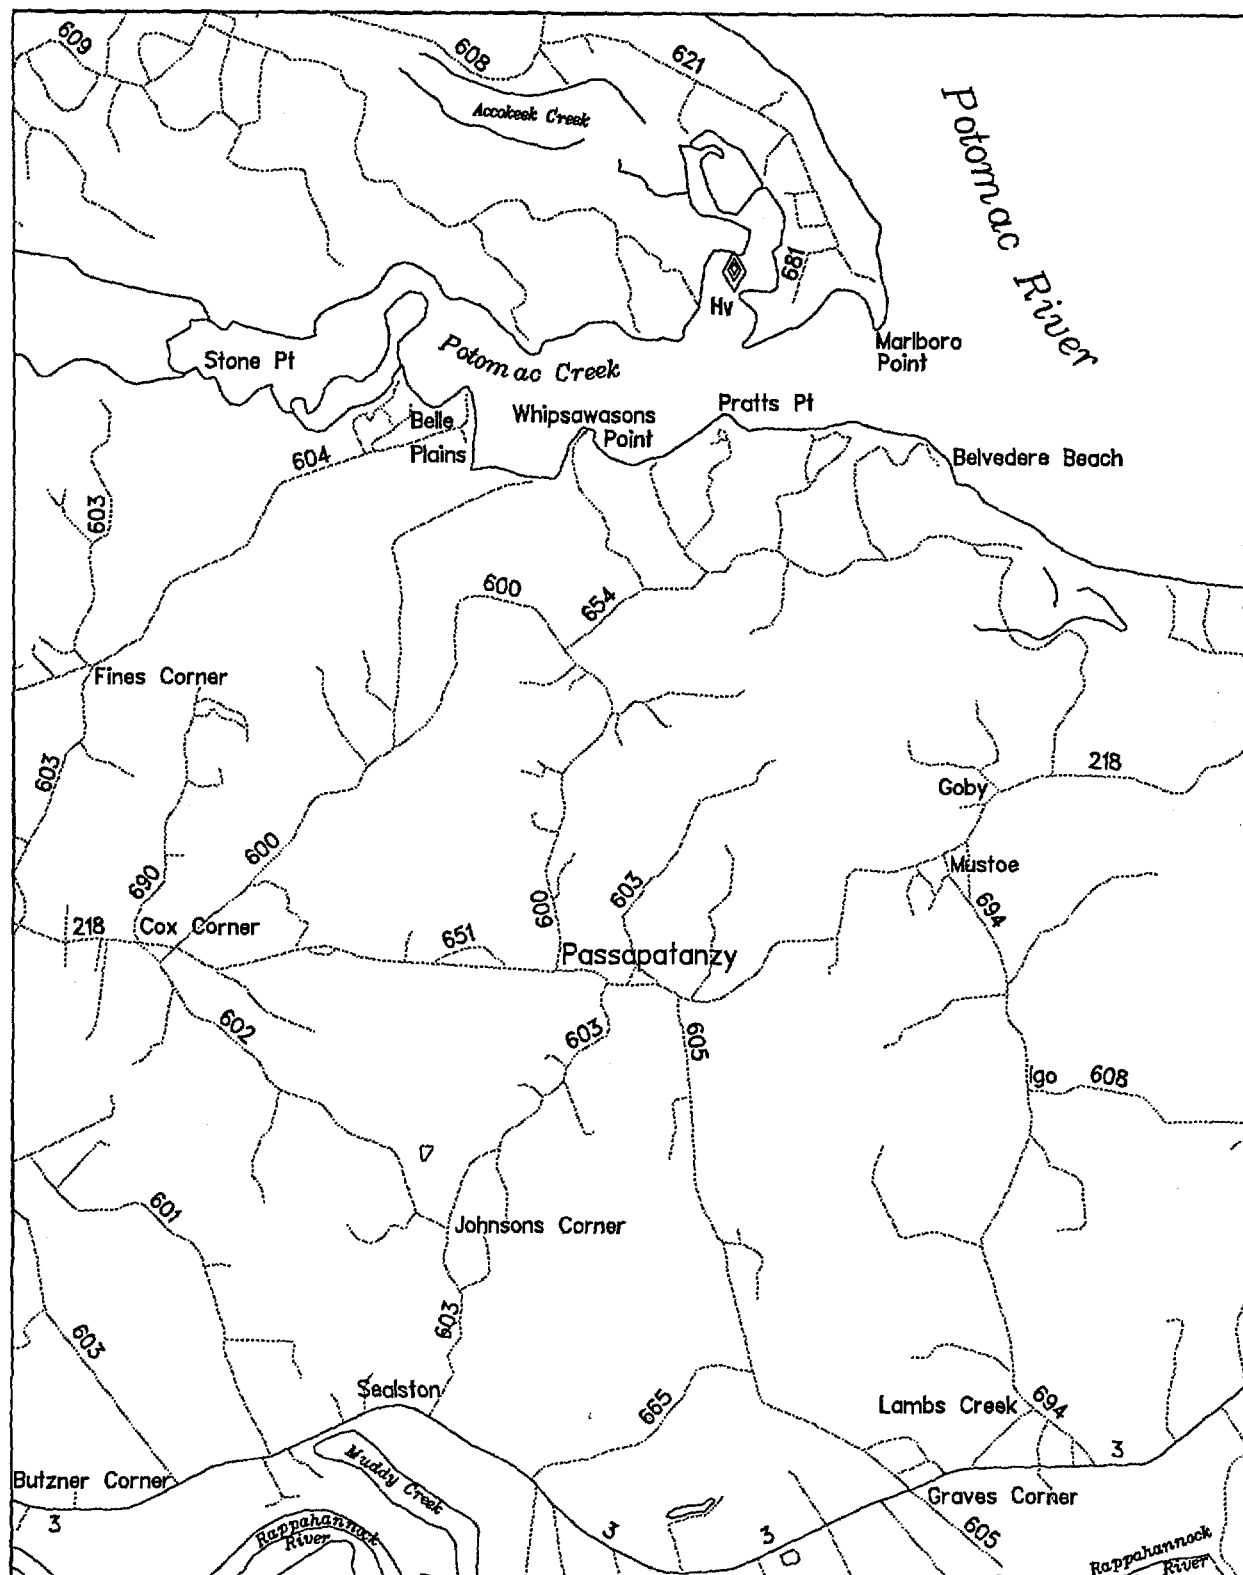 609
608
621
Accokeek Creek
Potomac River
681
Hv
Marlboro
Point
Stone Pt
Potomac Creek
Pratts Pt
Whipsawasons
Point
Belle
Plains
604
Belvedere Beach
603
600
654
Fines Corner
603
218
Goby
600
690
603
Mustoe
694
600
218
Cox Corner
651
Passapatanzy
602
603
605
Igo
608
601
Johnsons Corner
603
603
Sealston
665
Lambs Creek
694
3
Butzner Corner
Muddy Creek
Graves Corner
3
Rappahannock
River
3
3
605
Rappahannock
River